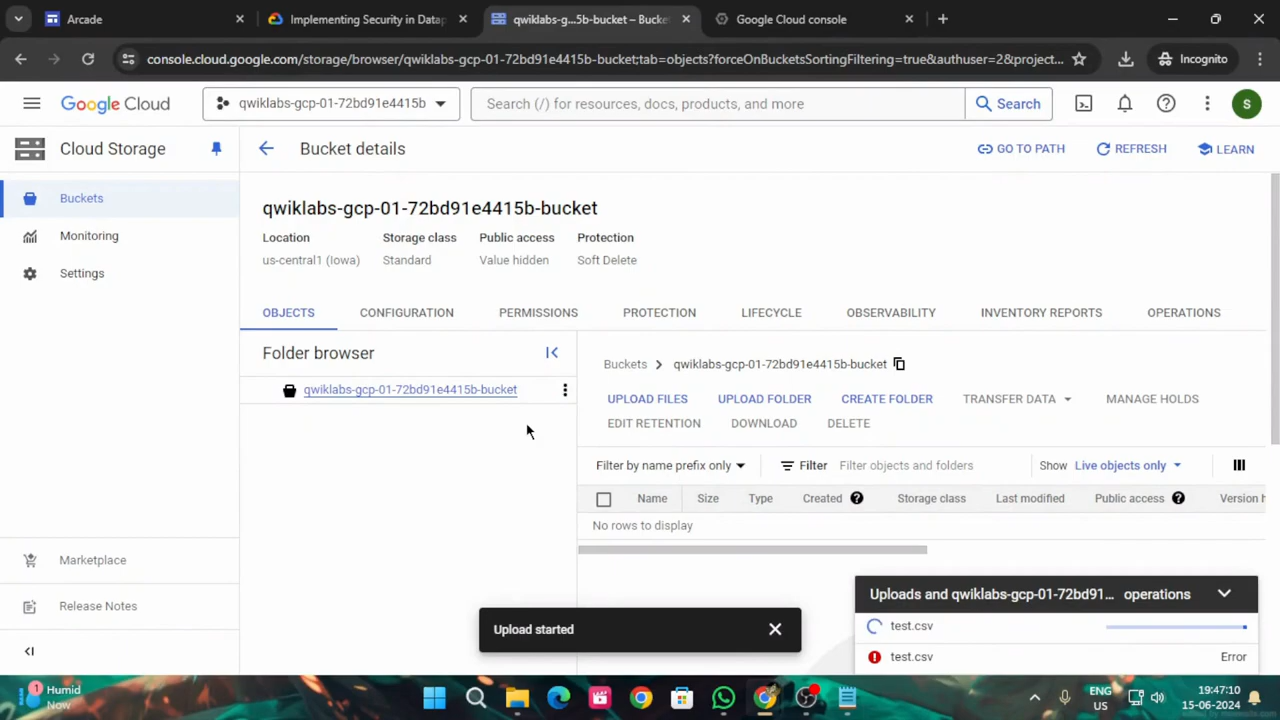 Arcade
Implementing Security in Datap
qwiklabs-g...5b-bucket – Bucke
Google Cloud console
console.cloud.google.com/storage/browser/qwiklabs-gcp-01-72bd91e4415b-bucket;tab=objects?forceOnBucketsSortingFiltering=true&authuser=2&project...
Incognito
Google Cloud
qwiklabs-gcp-01-72bd91e4415b
Search (/) for resources, docs, products, and more
Search
S
Cloud Storage
Bucket details
GO TO PATH
REFRESH
LEARN
Buckets
Monitoring
Settings
qwiklabs-gcp-01-72bd91e4415b-bucket
Location Storage class Public access Protection
us-central1 (Iowa) Standard Value hidden Soft Delete
OBJECTS CONFIGURATION PERMISSIONS PROTECTION LIFECYCLE OBSERVABILITY INVENTORY REPORTS OPERATIONS
Folder browser
qwiklabs-gcp-01-72bd91e4415b-bucket
Buckets > qwiklabs-gcp-01-72bd91e4415b-bucket
UPLOAD FILES UPLOAD FOLDER CREATE FOLDER TRANSFER DATA MANAGE HOLDS
EDIT RETENTION DOWNLOAD DELETE
Filter by name prefix only Filter Filter objects and folders Show Live objects only
Name Size Type Created Storage class Last modified Public access Version h
No rows to display
Marketplace
Release Notes
Upload started
Uploads and qwiklabs-gcp-01-72bd91... operations
test.csv
test.csv Error
1
Humid
Now
ENG
US
19:47:10
15-06-2024